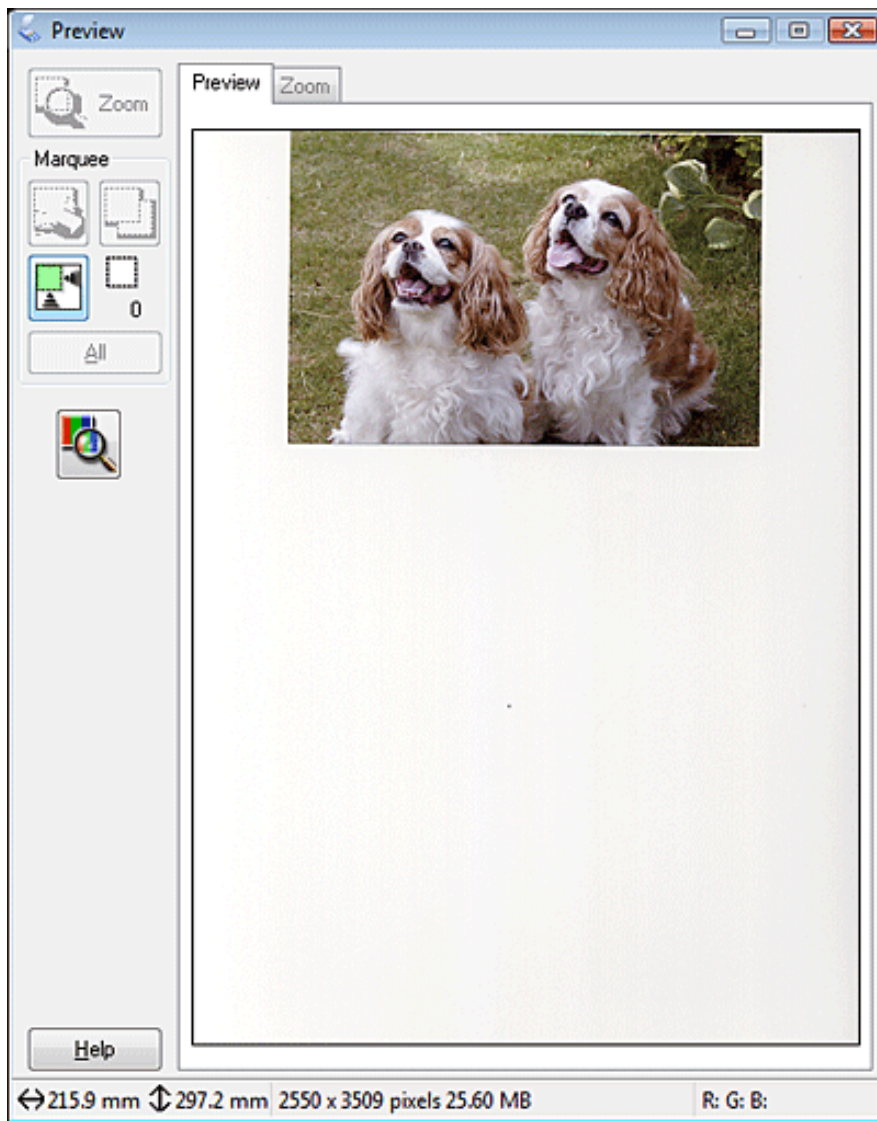 Preview
Zoom
Preview Zoom
Marquee
0
All
Help
215.9 mm 297.2 mm 2550 x 3509 pixels 25.60 MB R: G: B: